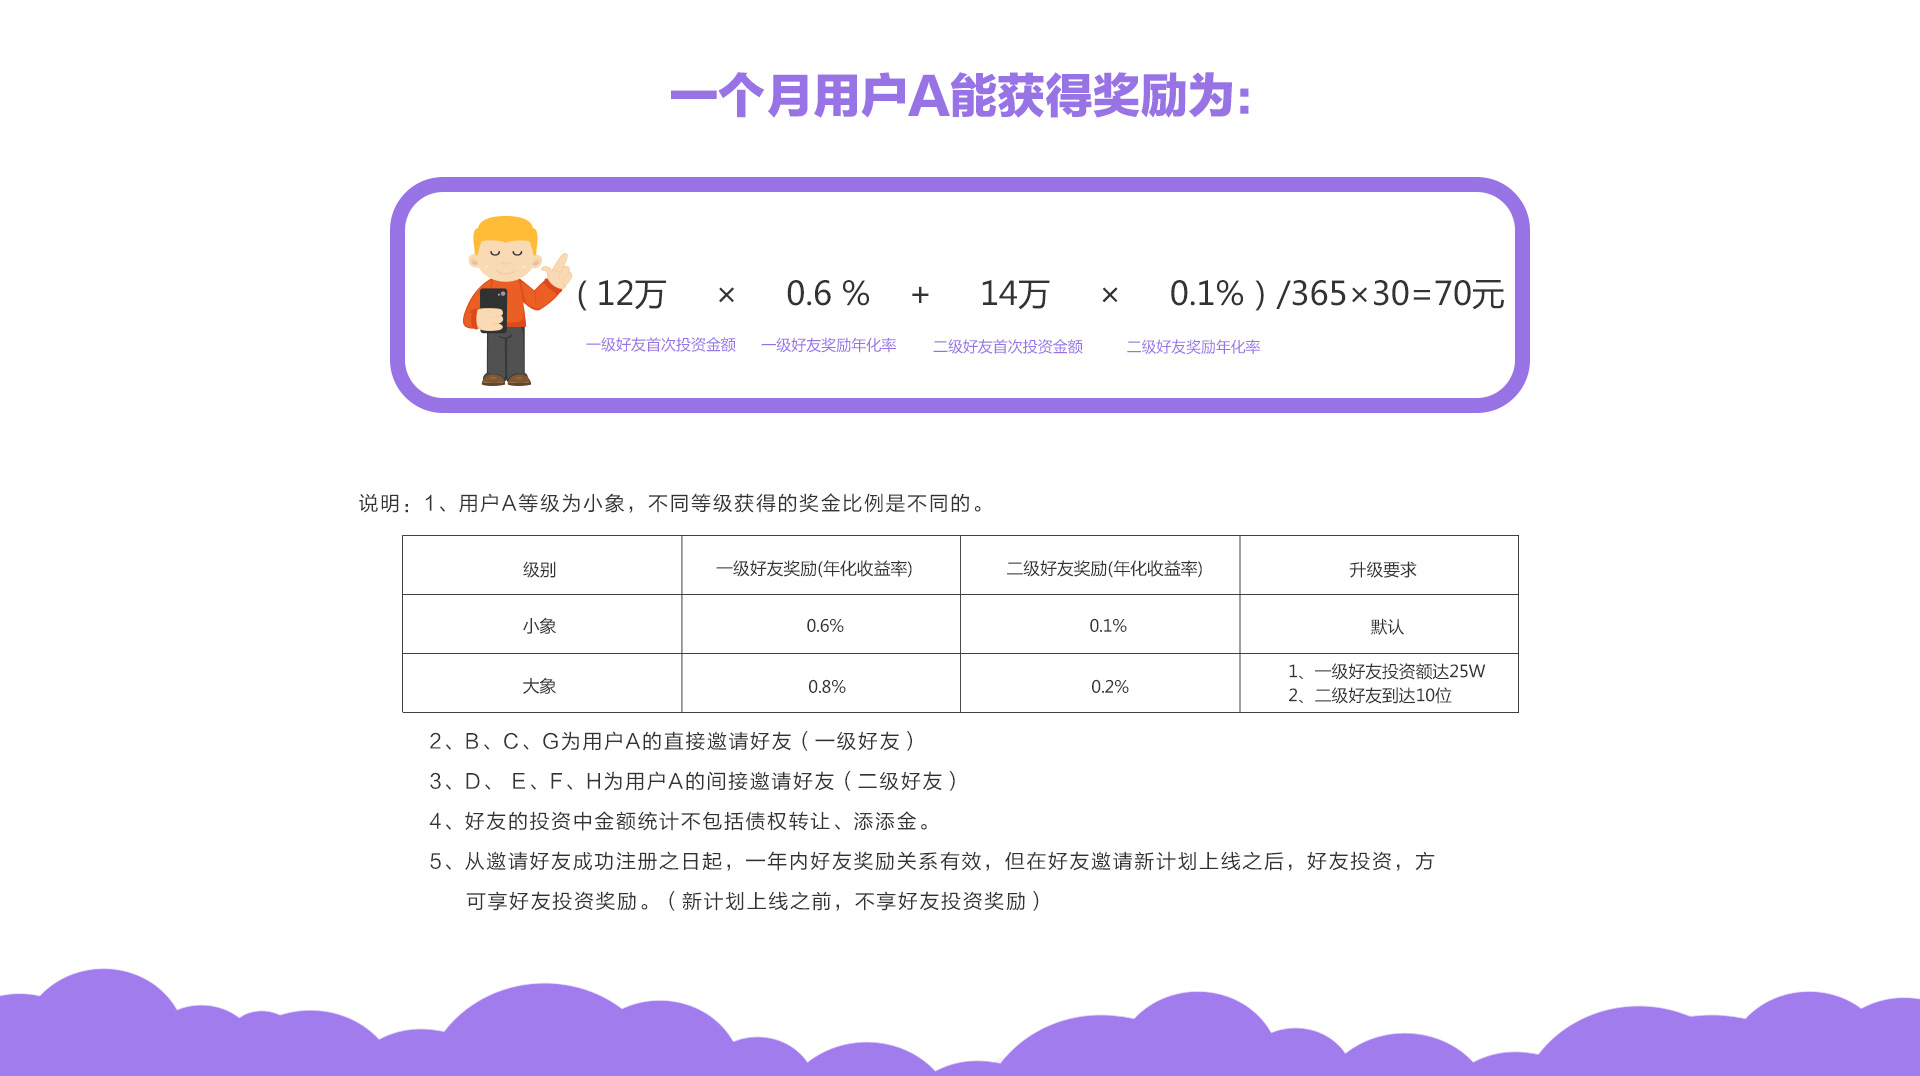 一个月用户A能获得奖励为:
( 12万 × 0.6 % + 14万 × 0.1% ) /365×30=70元
一级好友首次投资金额 一级好友奖励年化率 二级好友首次投资金额 二级好友奖励年化率
说明：1、用户A等级为小象，不同等级获得的奖金比例是不同的。
级别 一级好友奖励(年化收益率) 二级好友奖励(年化收益率) 升级要求
小象 0.6% 0.1% 默认
大象 0.8% 0.2% 1、一级好友投资额达25W
2、二级好友到达10位
2、B、C、G为用户A的直接邀请好友（一级好友）
3、D、 E、F、H为用户A的间接邀请好友（二级好友）
4、好友的投资中金额统计不包括债权转让、添添金。
5、从邀请好友成功注册之日起，一年内好友奖励关系有效，但在好友邀请新计划上线之后，好友投资，方
可享好友投资奖励。（新计划上线之前，不享好友投资奖励）